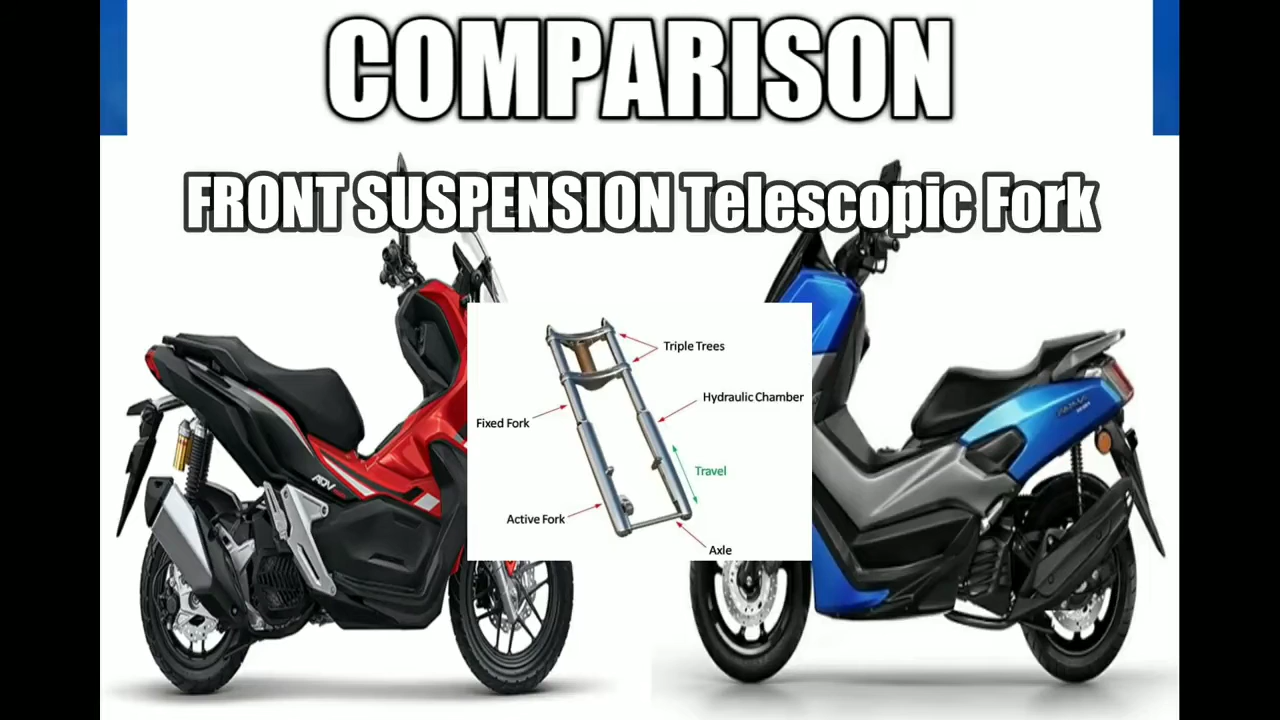 COMPARISON
FRONT SUSPENSION Telescopic Fork
Triple Trees
Hydraulic Chamber
Fixed Fork
Travel
Active Fork
Axle
ADV